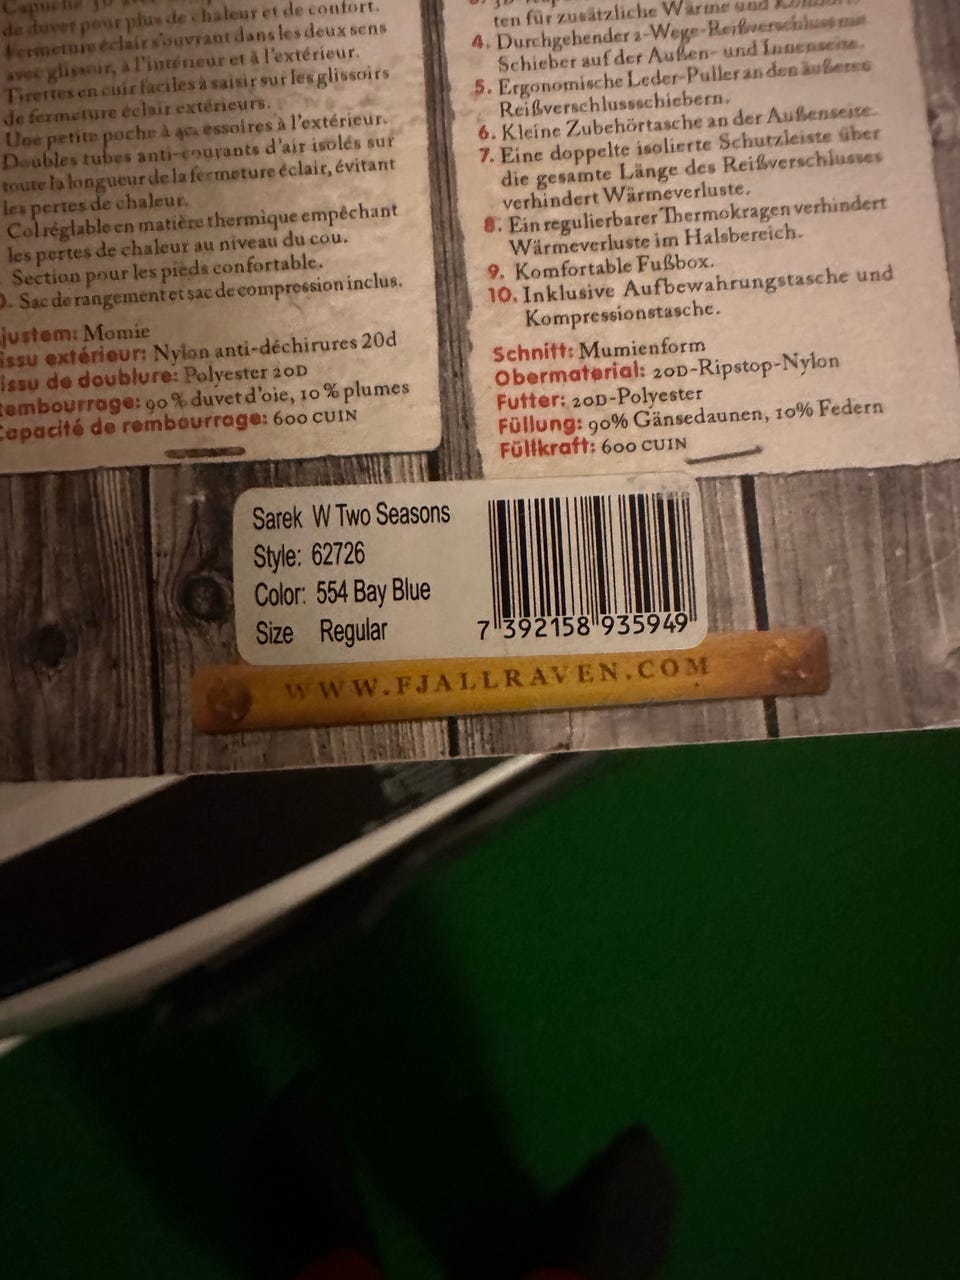 Capuche 3D
de duvet pour plus de chaleur et de confort.
Fermeture éclair s'ouvrant dans les deux sens
avec glissoir, à l'intérieur et à l'extérieur.
Tirettes en cuir faciles à saisir sur les glissoirs
de fermeture éclair extérieurs.
Une petite poche à accessoires à l'extérieur.
Doubles tubes anti-courants d'air isolés sur
toute la longueur de la fermeture éclair, évitant
les pertes de chaleur.
Col réglable en matière thermique empêchant
les pertes de chaleur au niveau du cou.
Section pour les pieds confortable.
Sac de rangement et sac de compression inclus.
justem: Momie
issu extérieur: Nylon anti-déchirures 20d
issu de doublure: Polyester 20D
embourrage: 90 % duvet d'oie, 10 % plumes
Capacité de rembourrage: 600 CUIN
ten für zusätzliche Wärme und
4. Durchgehender 2-Wege-Reißverschluss mit
Schieber auf der Außen- und Innenseite.
5. Ergonomische Leder-Puller an den äußeren
Reißverschlussschiebern.
6. Kleine Zubehörtasche an der Außenseite.
7. Eine doppelte isolierte Schutzleiste über
die gesamte Länge des Reißverschlusses
verhindert Wärmeverluste.
8. Ein regulierbarer Thermokragen verhindert
Wärmeverluste im Halsbereich.
9. Komfortable Fußbox.
10. Inklusive Aufbewahrungstasche und
Kompressionstasche.
Schnitt: Mumienform
Obermaterial: 20D-Ripstop-Nylon
Futter: 20D-Polyester
Füllung: 90% Gänsedaunen, 10% Federn
Füllkraft: 600 CUIN
Sarek W Two Seasons
Style: 62726
Color: 554 Bay Blue
Size Regular
7 392158 935949
WWW.FJALLRAVEN.COM